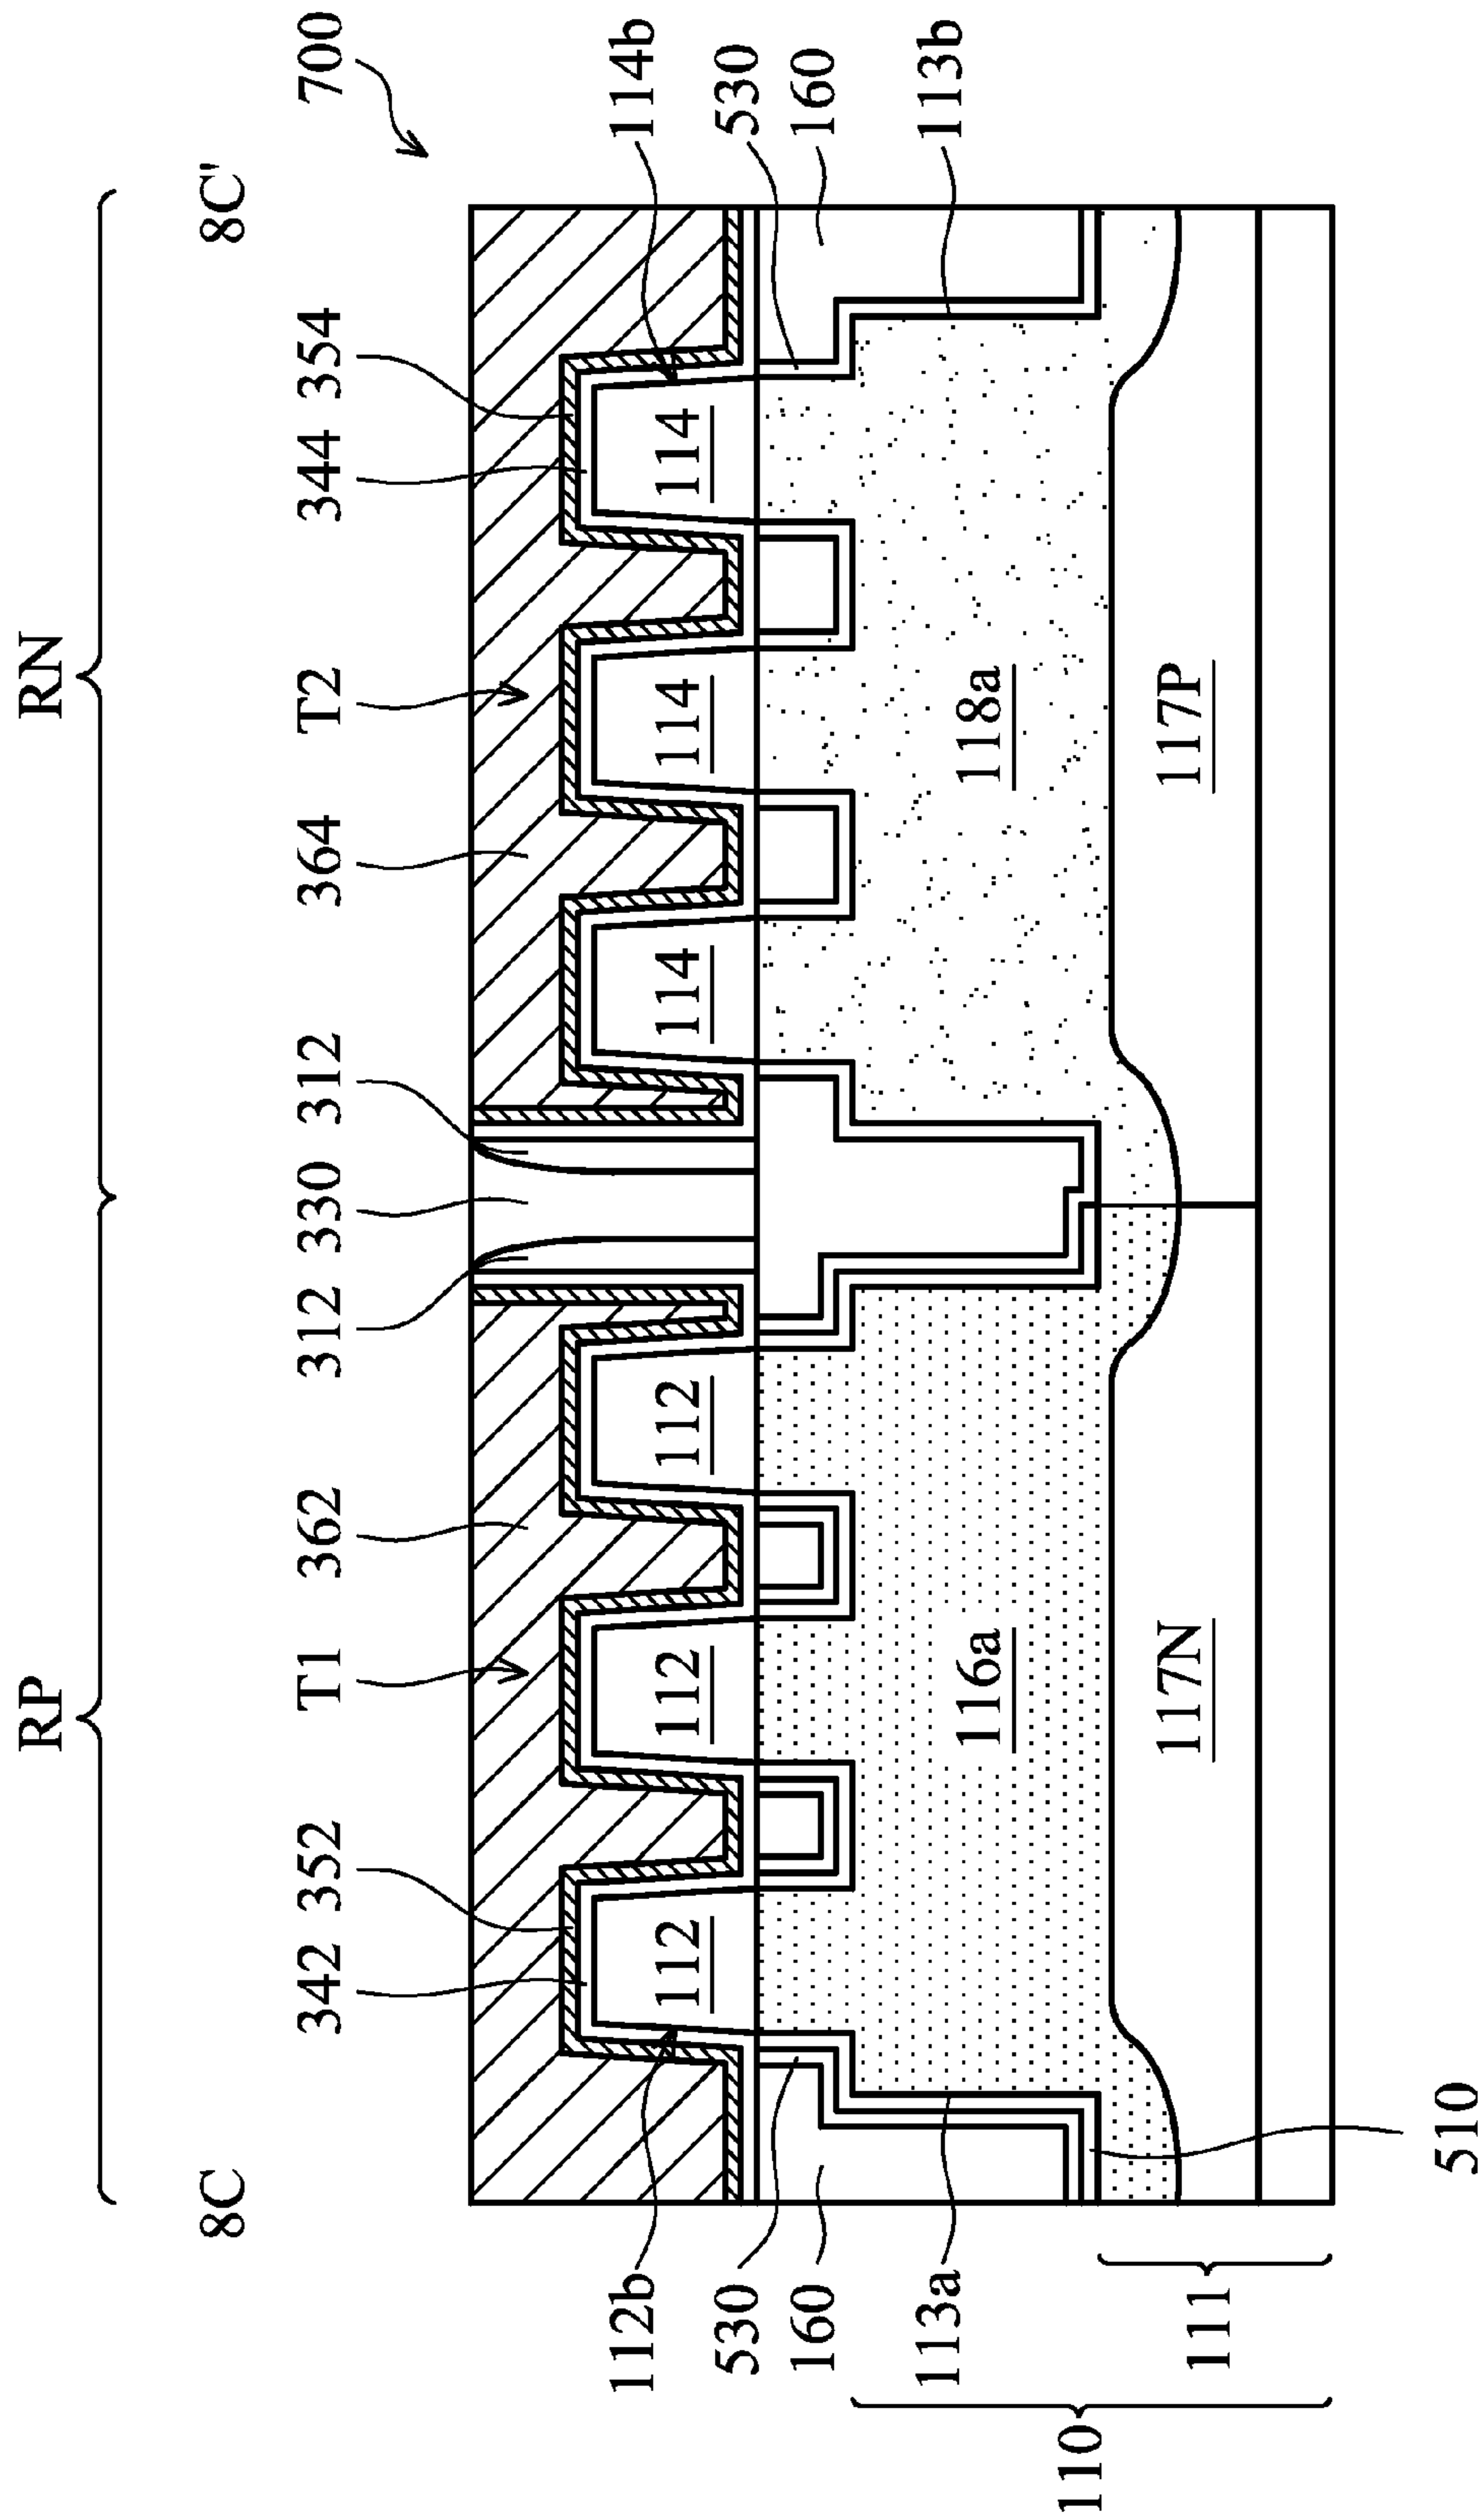 RP RN
8C 8C'
700
342 352 T1 362 312 330 312 364 T2 344 354
112b 114b
112 112 112 114 114 114
530 530
160 160
113a 113b
116a 118a
117N 117P
111
110
510